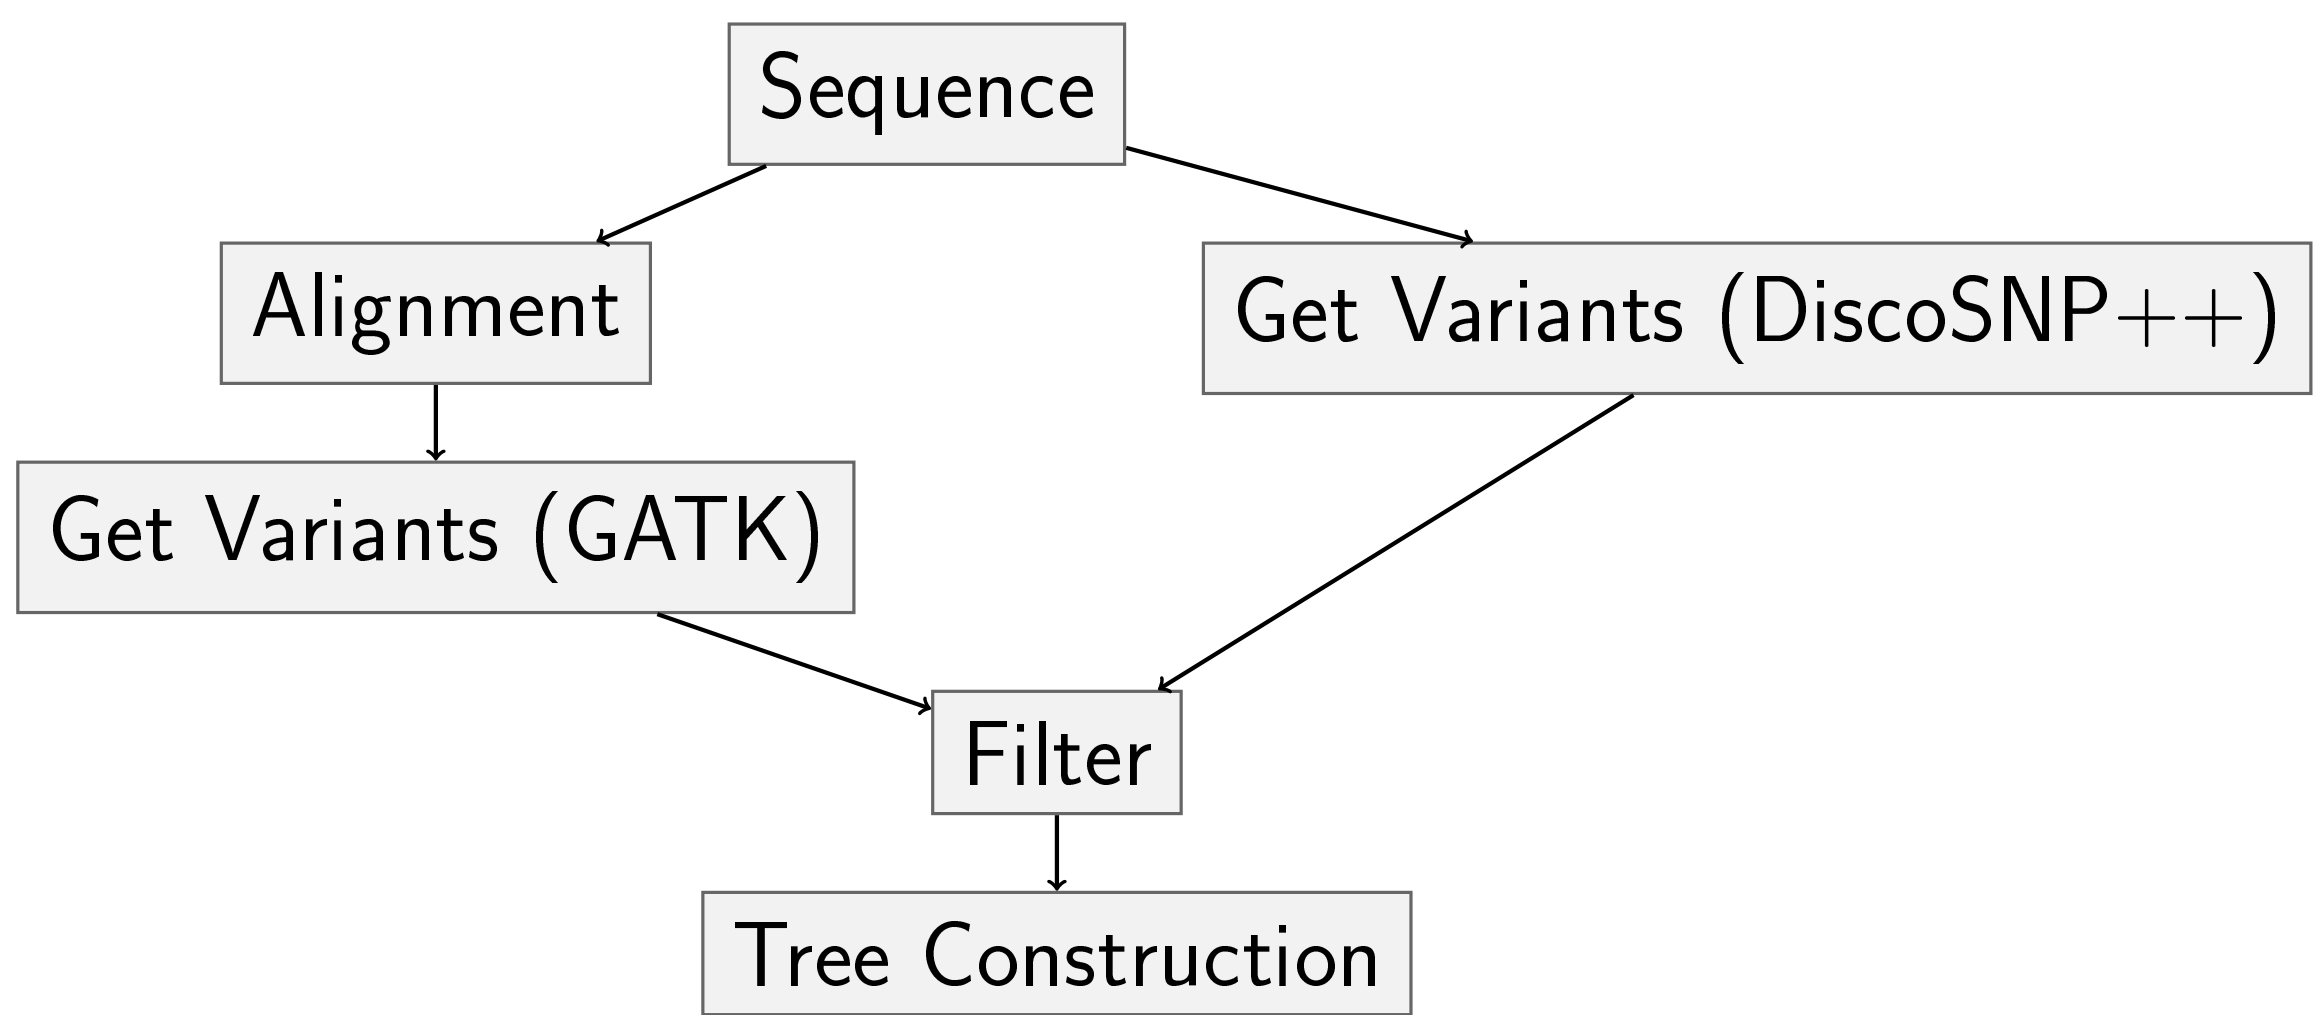 Sequence
Alignment
Get Variants (DiscoSNP++)
Get Variants (GATK)
Filter
Tree Construction